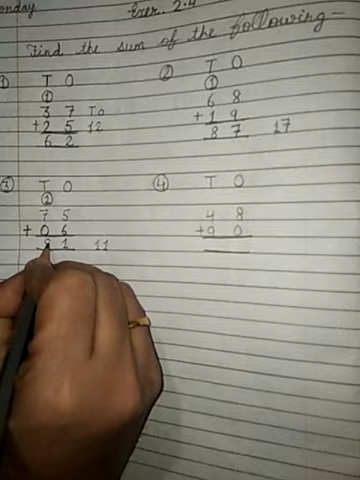 onday Exer. 2.4
Find the sum of the following-
① T O
①
3 7 To
+ 2 5 12
6 2
② T O
①
6 8
+ 1 9
8 7 17
③ T O
①
7 5
+ 0 6
8 1 11
④ T O
4 8
+ 9 0